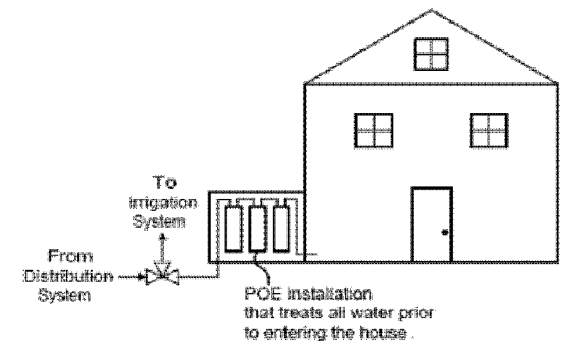 To
Irrigation
System
From
Distribution
System
POE installation
that treats all water prior
to entering the house.